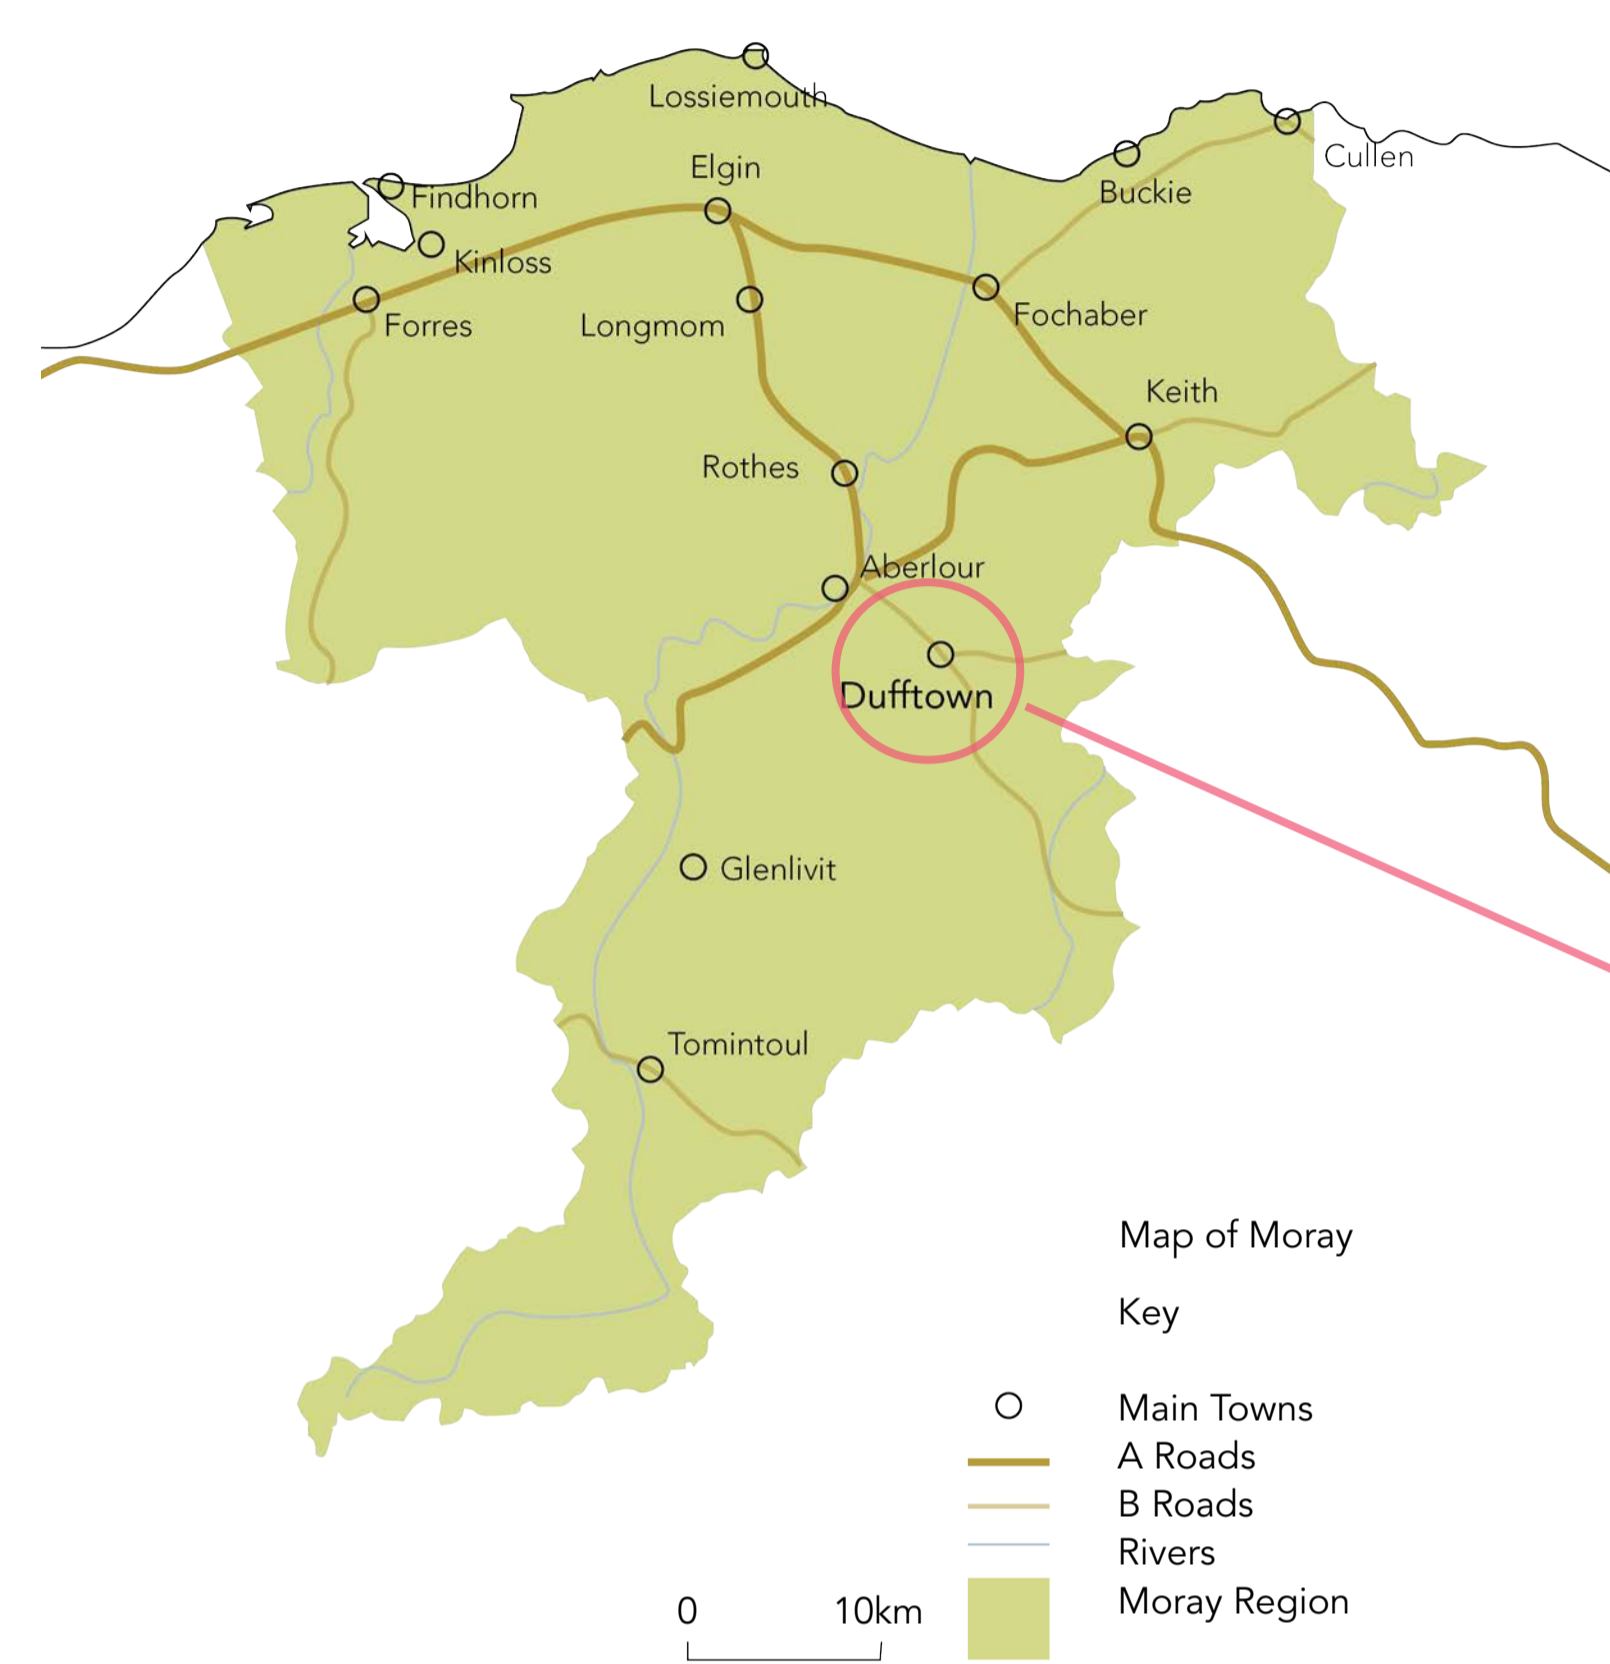 Lossiemouth
Elgin
Cullen
Buckie
Findhorn
Kinloss
Forres
Longmom
Fochaber
Keith
Rothes
Aberlour
Dufftown
Glenlivit
Tomintoul
Map of Moray
Key
Main Towns
A Roads
B Roads
Rivers
Moray Region
0 10km